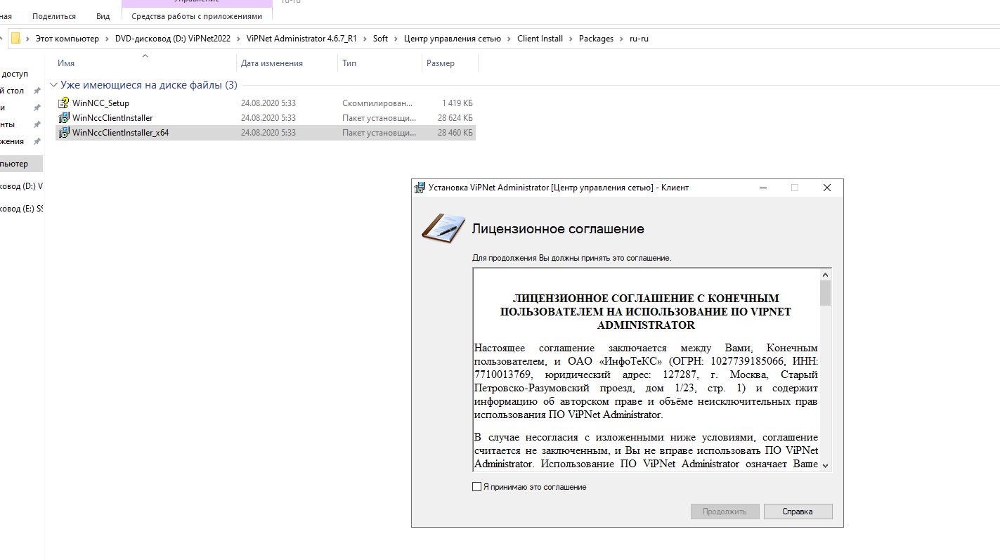 Управление
ru-ru
ная Поделиться Вид Средства работы с приложениями
Этот компьютер › DVD-дисковод (D:) ViPNet2022 › ViPNet Administrator 4.6.7_R1 › Soft › Центр управления сетью › Client Install › Packages › ru-ru
Имя Дата изменения Тип Размер
доступ
Уже имеющиеся на диске файлы (3)
й стол
WinNCC_Setup 24.08.2020 5:33 Скомпилирован... 1 419 КБ
и
WinNccClientInstaller 24.08.2020 5:33 Пакет установщи... 28 624 КБ
нты
WinNccClientInstaller_x64 24.08.2020 5:33 Пакет установщи... 28 460 КБ
жения
пьютер
ковод (D:) V
ковод (E:) SS
Установка ViPNet Administrator [Центр управления сетью] - Клиент
Лицензионное соглашение
Для продолжения Вы должны принять это соглашение.
ЛИЦЕНЗИОННОЕ СОГЛАШЕНИЕ С КОНЕЧНЫМ
ПОЛЬЗОВАТЕЛЕМ НА ИСПОЛЬЗОВАНИЕ ПО VIPNET
ADMINISTRATOR
Настоящее соглашение заключается между Вами, Конечным
пользователем, и ОАО «ИнфоТеКС» (ОГРН: 1027739185066, ИНН:
7710013769, юридический адрес: 127287, г. Москва, Старый
Петровско-Разумовский проезд, дом 1/23, стр. 1) и содержит
информацию об авторском праве и объёме неисключительных прав
использования ПО ViPNet Administrator.
В случае несогласия с изложенными ниже условиями, соглашение
считается не заключенным, и Вы не вправе использовать ПО ViPNet
Administrator. Использование ПО ViPNet Administrator означает Ваше
Я принимаю это соглашение
Продолжить Справка